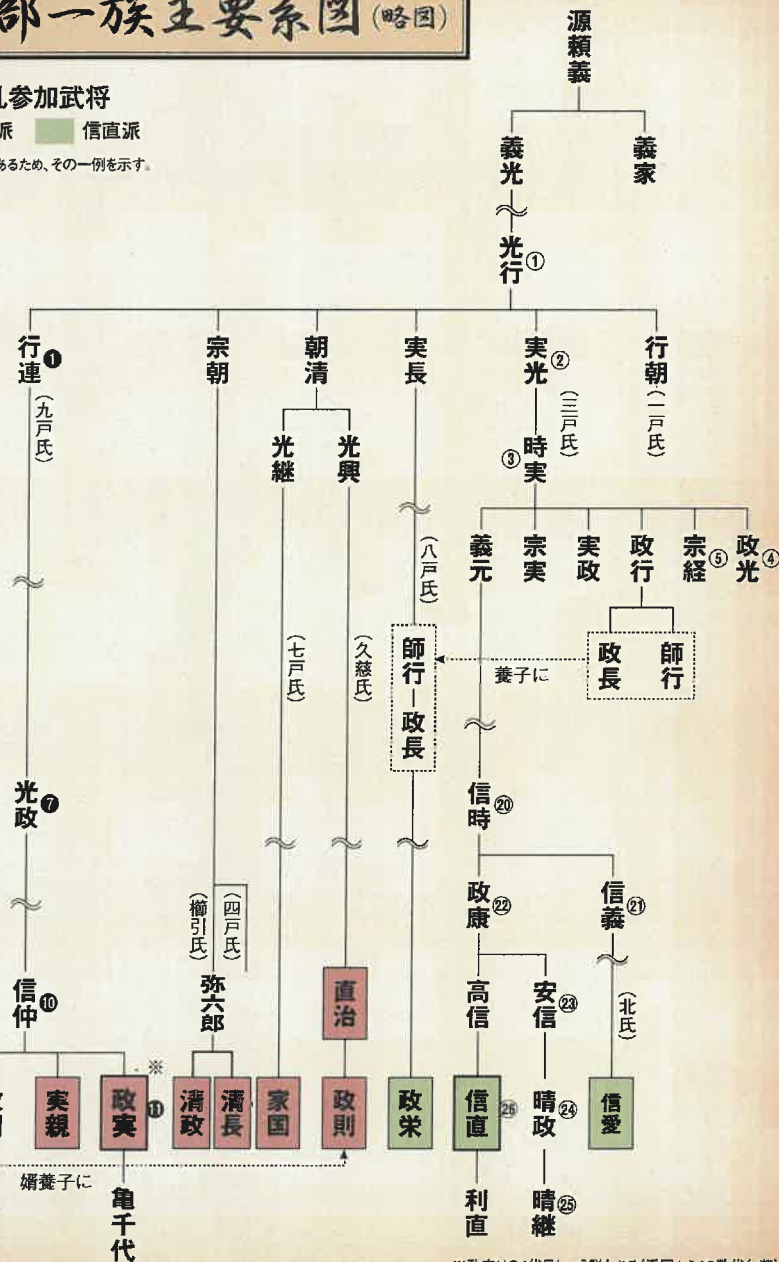 部一族主要系図(略図)
乱参加武将
派 信直派
あるため、その一例を示す。
源頼義
義家
義光
光行①
行朝
(一戸氏)
実光②
(三戸氏)
実長
朝清
宗朝
行連❶
(九戸氏)
③時実
光興
光継
政光④
宗経⑤
政行
実政
宗実
義元
(八戸氏)
師行
政長
養子に
師行―政長
(久慈氏)
(七戸氏)
信時⑳
光政❼
信義㉑
政康㉒
(四戸氏)
(櫛引氏)
(北氏)
安信㉓
高信
直治
弥六郎
信仲❿
信愛
晴政㉔
信直㉖
政栄
政則
家国
清長
清政
※
政実⓫
実親
婿養子に
晴継㉕
利直
亀千代